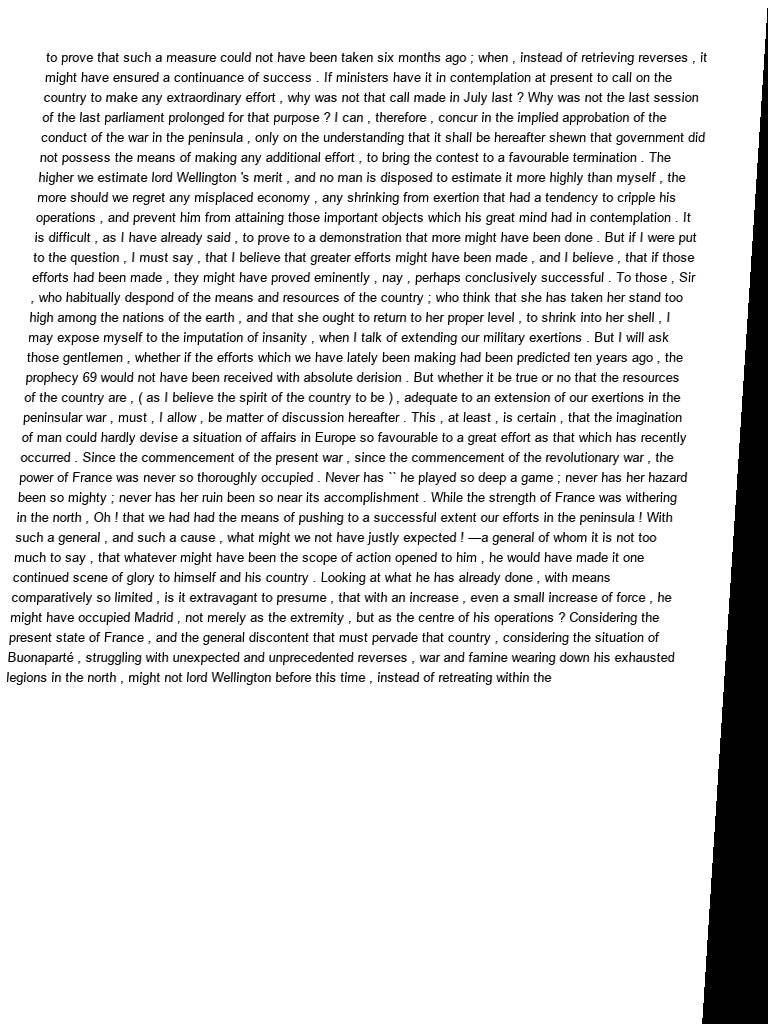 to prove that such a measure could not have been taken six months ago ; when , instead of retrieving reverses , it
might have ensured a continuance of success . If ministers have it in contemplation at present to call on the
country to make any extraordinary effort , why was not that call made in July last ? Why was not the last session
of the last parliament prolonged for that purpose ? I can , therefore , concur in the implied approbation of the
conduct of the war in the peninsula , only on the understanding that it shall be hereafter shewn that government did
not possess the means of making any additional effort , to bring the contest to a favourable termination . The
higher we estimate lord Wellington 's merit , and no man is disposed to estimate it more highly than myself , the
more should we regret any misplaced economy , any shrinking from exertion that had a tendency to cripple his
operations , and prevent him from attaining those important objects which his great mind had in contemplation . It
is difficult , as I have already said , to prove to a demonstration that more might have been done . But if I were put
to the question , I must say , that I believe that greater efforts might have been made , and I believe , that if those
efforts had been made , they might have proved eminently , nay , perhaps conclusively successful . To those , Sir
, who habitually despond of the means and resources of the country ; who think that she has taken her stand too
high among the nations of the earth , and that she ought to return to her proper level , to shrink into her shell , I
may expose myself to the imputation of insanity , when I talk of extending our military exertions . But I will ask
those gentlemen , whether if the efforts which we have lately been making had been predicted ten years ago , the
prophecy 69 would not have been received with absolute derision . But whether it be true or no that the resources
of the country are , ( as I believe the spirit of the country to be ) , adequate to an extension of our exertions in the
peninsular war , must , I allow , be matter of discussion hereafter . This , at least , is certain , that the imagination
of man could hardly devise a situation of affairs in Europe so favourable to a great effort as that which has recently
occurred . Since the commencement of the present war , since the commencement of the revolutionary war , the
power of France was never so thoroughly occupied . Never has `` he played so deep a game ; never has her hazard
been so mighty ; never has her ruin been so near its accomplishment . While the strength of France was withering
in the north , Oh ! that we had had the means of pushing to a successful extent our efforts in the peninsula ! With
such a general , and such a cause , what might we not have justly expected ! —a general of whom it is not too
much to say , that whatever might have been the scope of action opened to him , he would have made it one
continued scene of glory to himself and his country . Looking at what he has already done , with means
comparatively so limited , is it extravagant to presume , that with an increase , even a small increase of force , he
might have occupied Madrid , not merely as the extremity , but as the centre of his operations ? Considering the
present state of France , and the general discontent that must pervade that country , considering the situation of
Buonaparté , struggling with unexpected and unprecedented reverses , war and famine wearing down his exhausted
legions in the north , might not lord Wellington before this time , instead of retreating within the